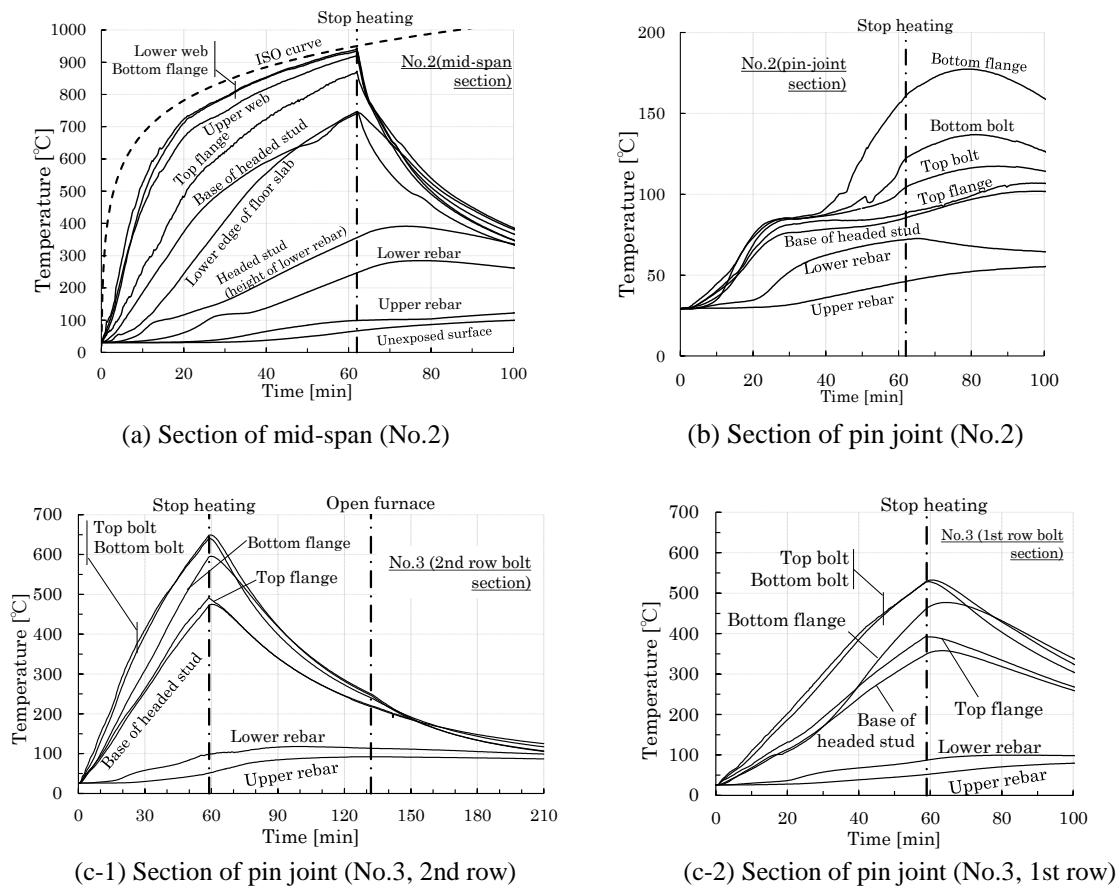 Stop heating
1000
900
800
700
600
500
400
300
200
100
0
Temperature [℃]
Lower web
Bottom flange
ISO curve
No.2(mid-span
section)
Upper web
Top flange
Base of headed stud
Lower edge of floor slab
Headed stud
(height of lower rebar)
Lower rebar
Upper rebar
Unexposed surface
0 20 40 60 80 100
Time [min]
(a) Section of mid-span (No.2)
Stop heating
200
150
100
50
0
Temperature [℃]
No.2(pin-joint
section)
Bottom flange
Bottom bolt
Top bolt
Top flange
Base of headed stud
Lower rebar
Upper rebar
0 20 40 60 80 100
Time [min]
(b) Section of pin joint (No.2)
Stop heating Open furnace
700
600
500
400
300
200
100
0
Temperature [℃]
Top bolt
Bottom bolt
Bottom flange
No.3 (2nd row bolt
section)
Top flange
Base of headed stud
Lower rebar
Upper rebar
0 30 60 90 120 150 180 210
Time [min]
(c-1) Section of pin joint (No.3, 2nd row)
Stop heating
700
600
500
400
300
200
100
0
Temperature [℃]
No.3 (1st row bolt
section)
Top bolt
Bottom bolt
Bottom flange
Top flange
Base of
headed stud
Lower rebar
Upper rebar
0 20 40 60 80 100
Time [min]
(c-2) Section of pin joint (No.3, 1st row)